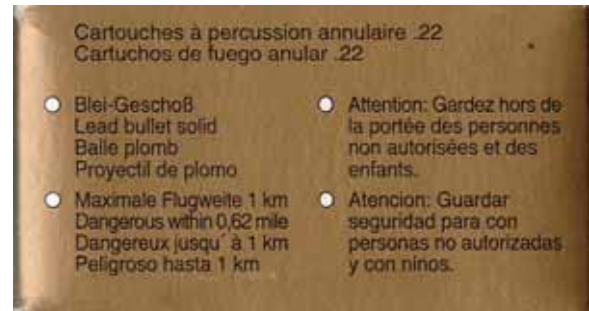 Cartouches à percussion annulaire .22
Cartuchos de fuego anular .22
Blei-Geschoß
Lead bullet solid
Balle plomb
Proyectil de plomo
Maximale Flugweite 1 km
Dangerous within 0,62 mile
Dangereux jusqu´ à 1 km
Peligroso hasta 1 km
Attention: Gardez hors de
la portée des personnes
non autorisées et des
enfants.
Atencion: Guardar
seguridad para con
personas no autorizadas
y con ninos.